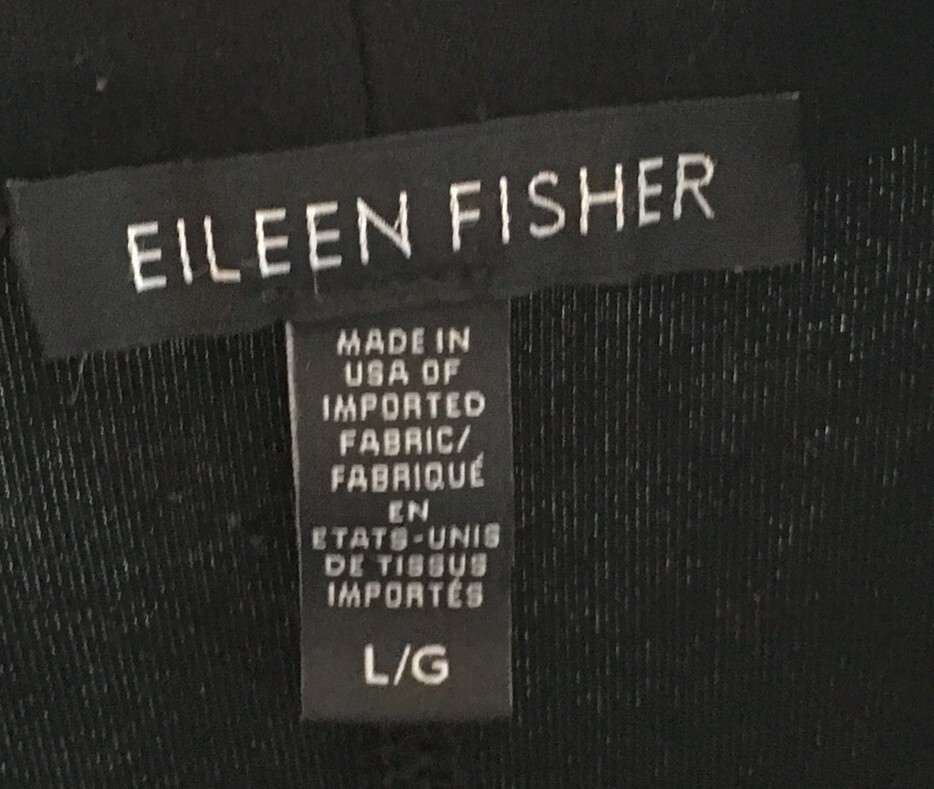 EILEEN FISHER
MADE IN
USA OF
IMPORTED
FABRIC/
FABRIQUÉ
EN
ETATS-UNIS
DE TISSUS
IMPORTÉS
L/G